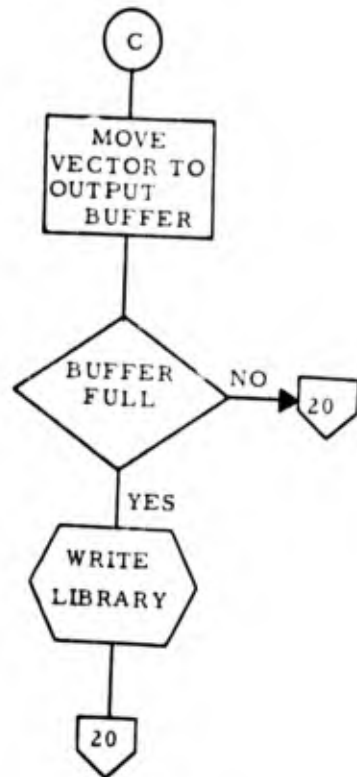 C
MOVE
VECTOR TO
OUTPUT
BUFFER
BUFFER
FULL
NO
20
YES
WRITE
LIBRARY
20